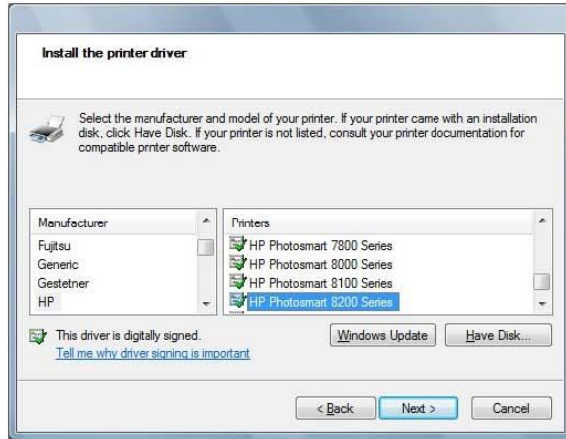 Install the printer driver
Select the manufacturer and model of your printer. If your printer came with an installation
disk, click Have Disk. If your printer is not listed, consult your printer documentation for
compatible prnter software.
Manufacturer
Fujitsu
Generic
Gestetner
HP
Printers
HP Photosmart 7800 Series
HP Photosmart 8000 Series
HP Photosmart 8100 Series
HP Photosmart 8200 Series
This driver is digitally signed.
Tell me why driver signing is important
Windows Update
Have Disk...
< Back
Next >
Cancel